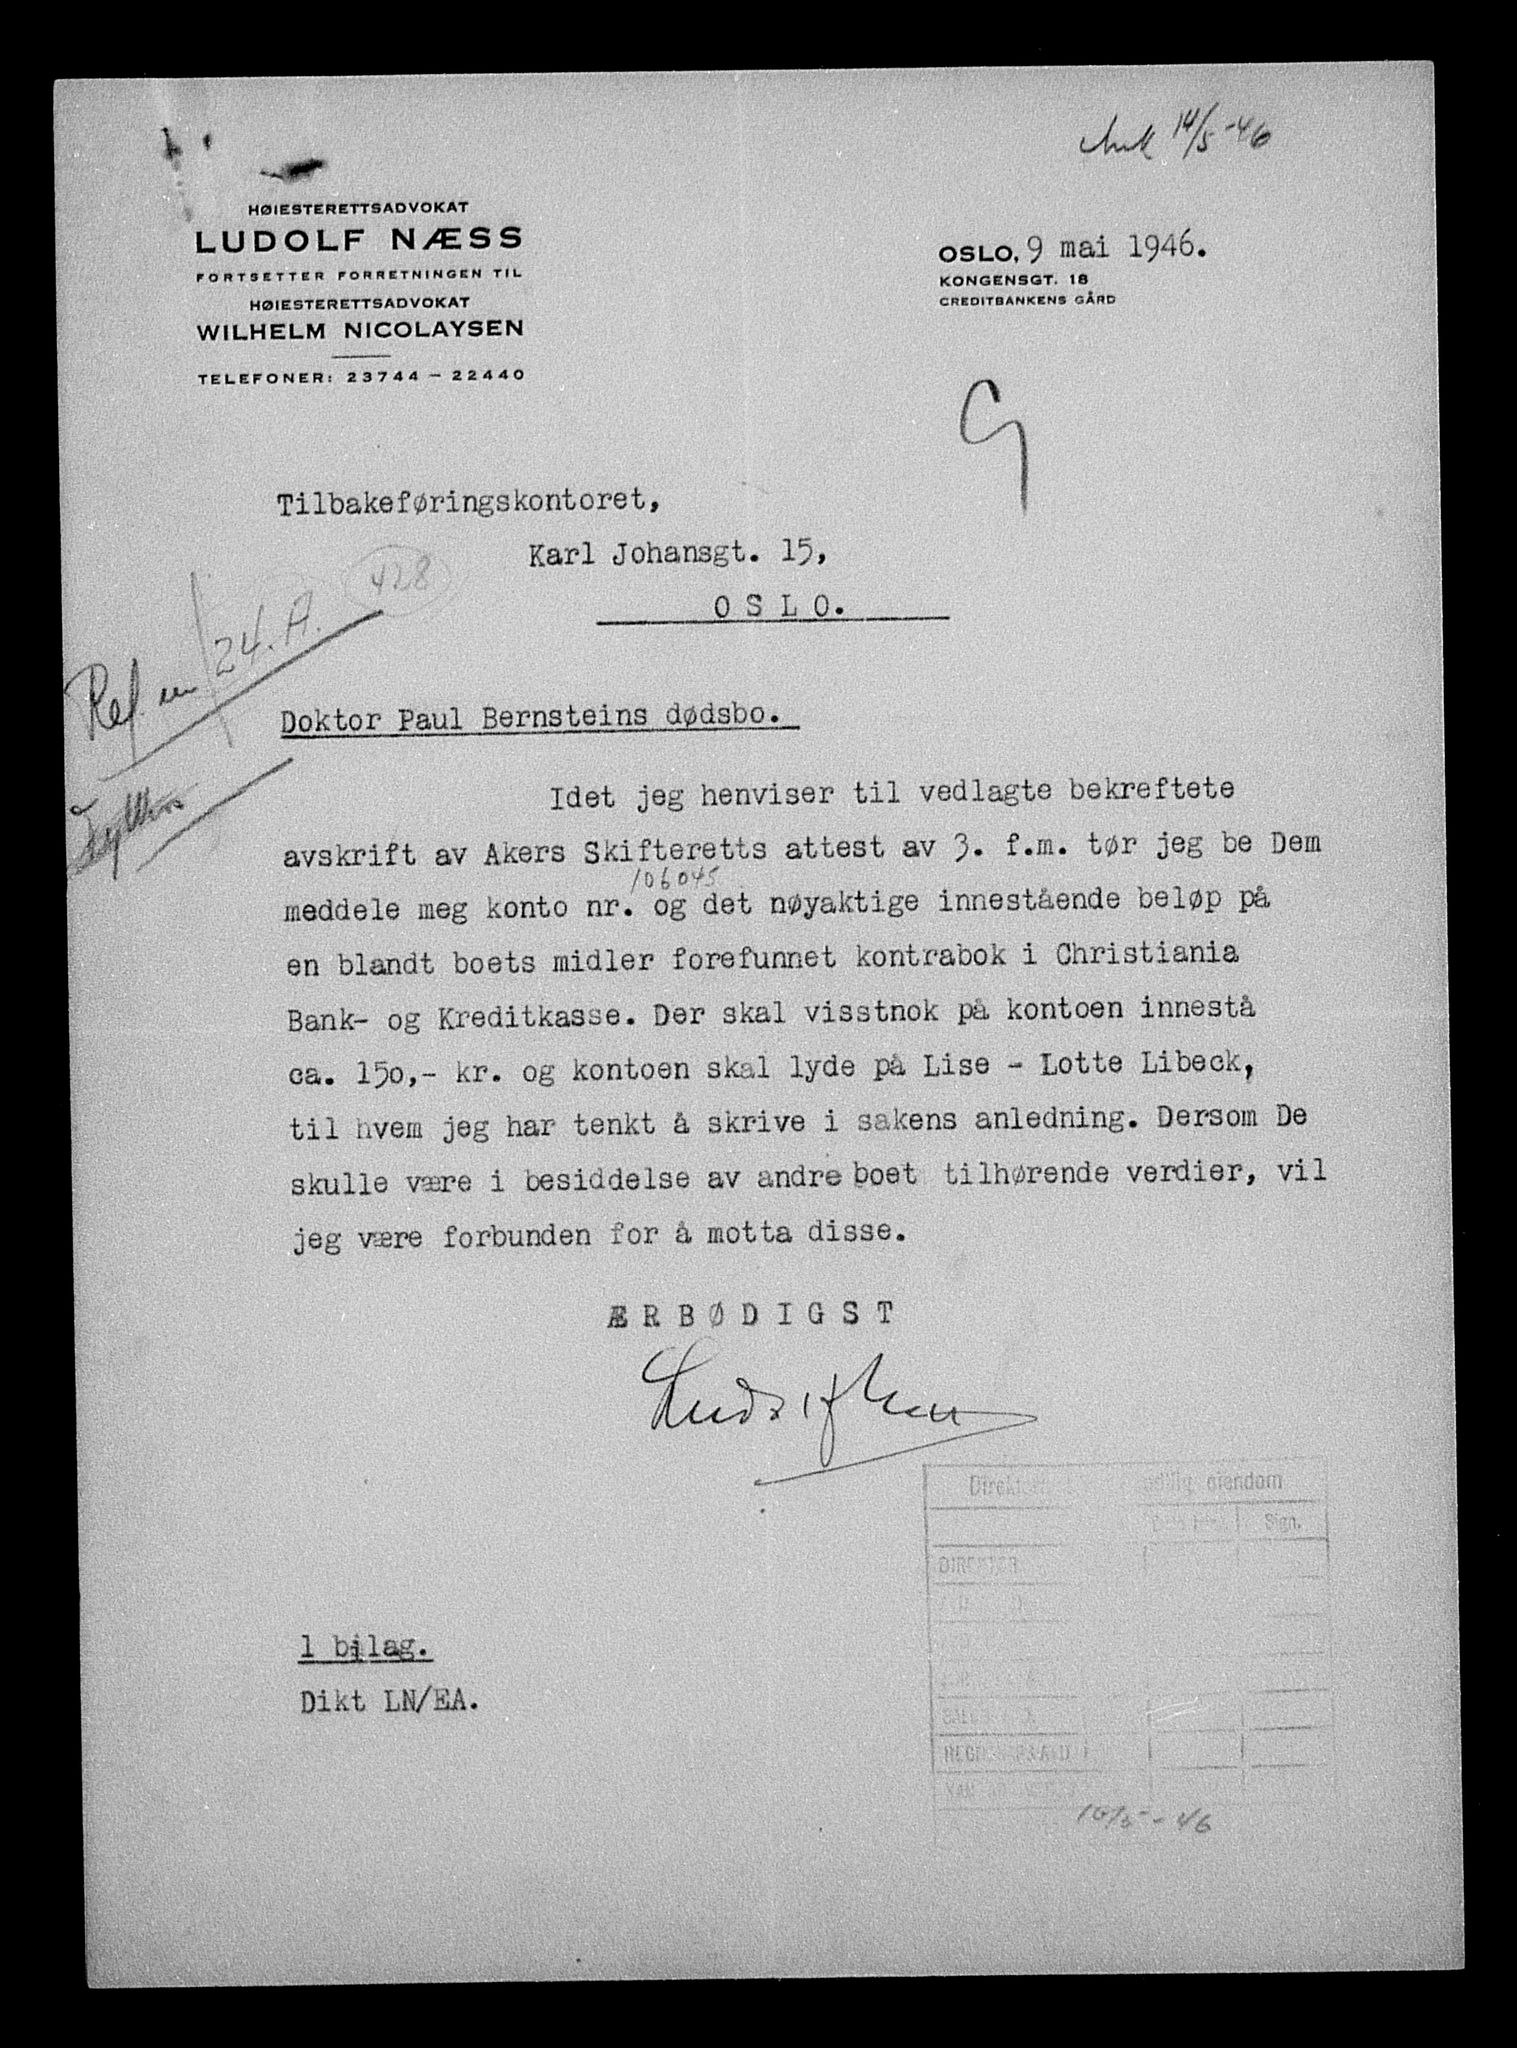 14/5-46
HØIESTERETTSADVOKAT
LUDOLF NÆSS
FORTSETTER FORRETNINGEN TIL
HØIESTERETTSADVOKAT
WILHELM NICOLAYSEN
TELEFONER: 23744 – 22440
OSLO, 9 mai 1946.
KONGENSGT. 18
CREDITBANKENS GÅRD
G
Tilbakeføringskontoret,
Karl Johansgt. 15,
OSLO.
428
Ref. 24. A.
Doktor Paul Bernsteins dødsbo.
Idet jeg henviser til vedlagte bekreftete
avskrift av Akers Skifteretts attest av 3. f.m. tør jeg be Dem
106045
meddele meg konto nr. og det nøyaktige innestående beløp på
en blandt boets midler forefunnet kontrabok i Christiania
Bank- og Kreditkasse. Der skal visstnok på kontoen innestå
ca. 150,- kr. og kontoen skal lyde på Lise - Lotte Libeck,
til hvem jeg har tenkt å skrive i sakens anledning. Dersom De
skulle være i besiddelse av andre boet tilhørende verdier, vil
jeg være forbunden for å motta disse.
ÆRBØDIGST
Ludolf Næss
eiendom
Sign.
DIREKTØR
1 bilag.
Dikt LN/EA.
10/5-46